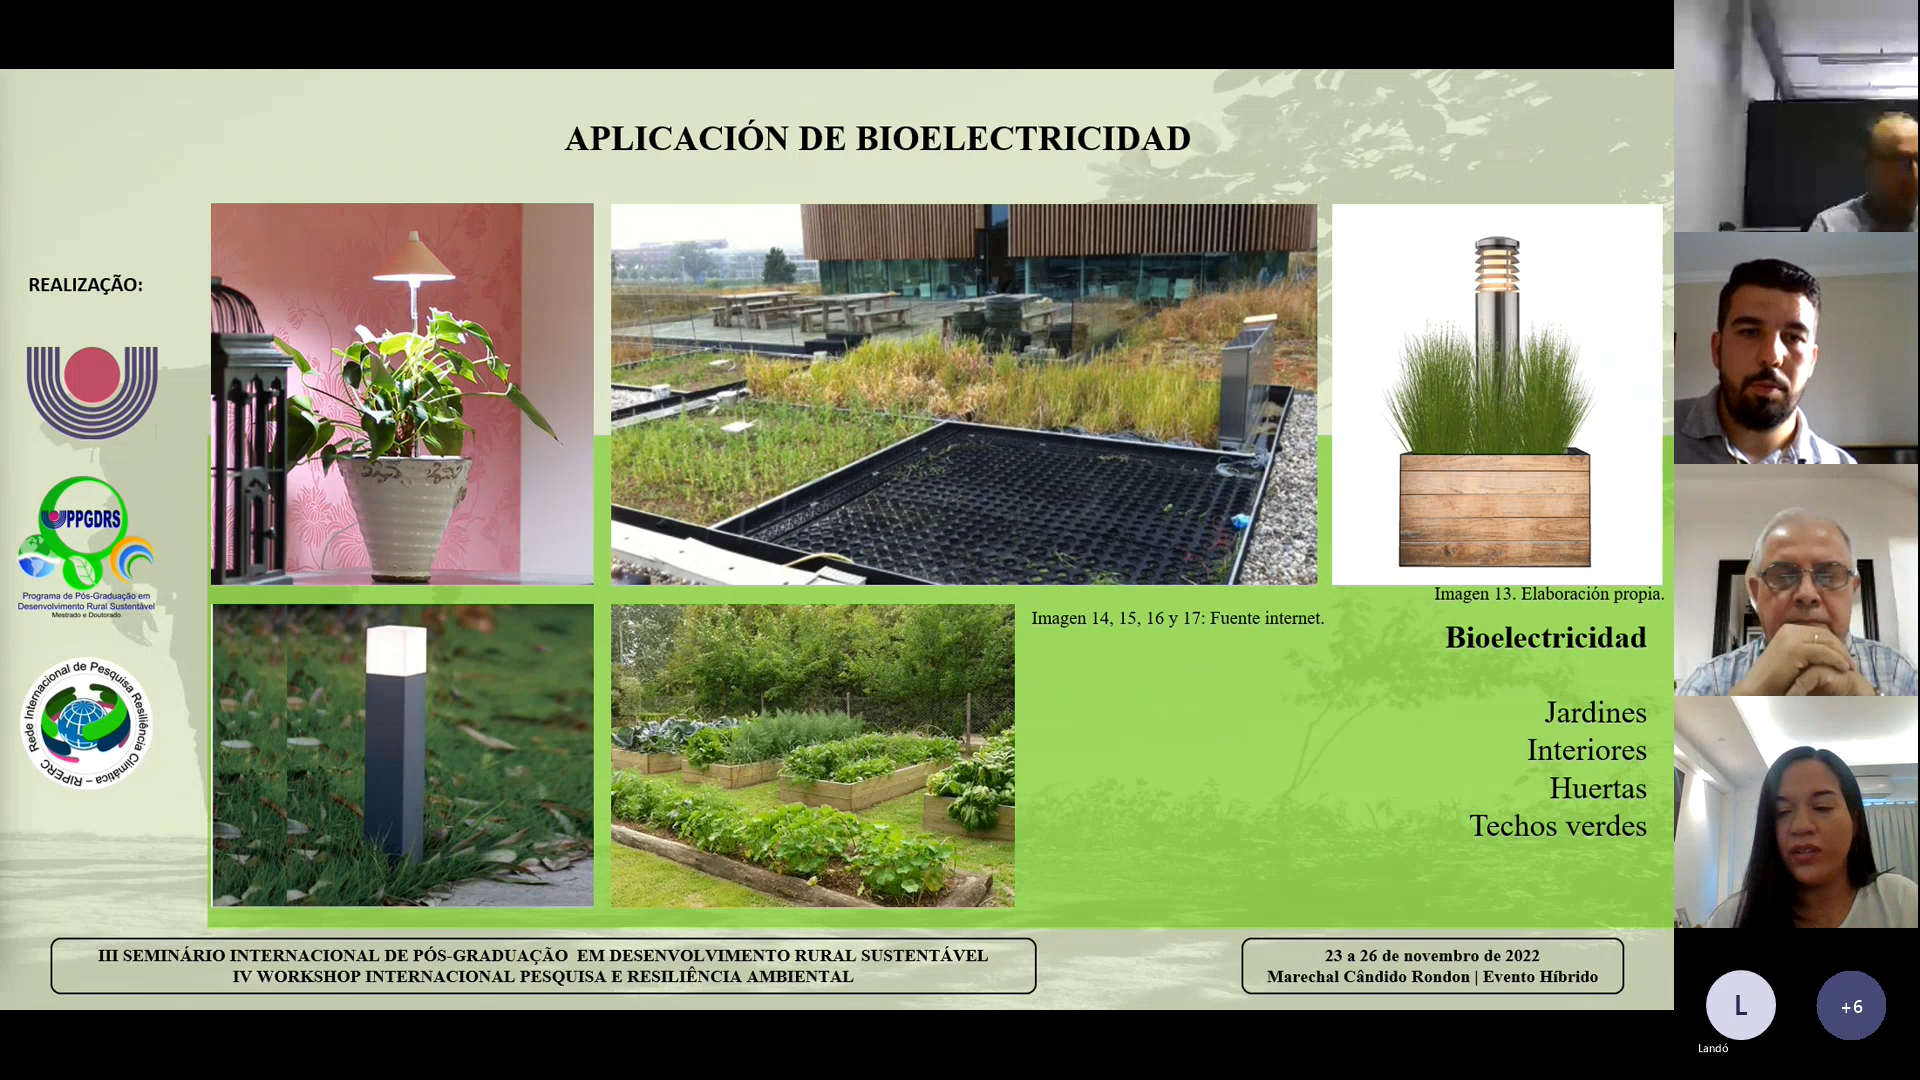 APLICACIÓN DE BIOELECTRICIDAD
REALIZAÇÃO:
PPGDRS
Programa de Pós-Graduação em
Desenvolvimento Rural Sustentável
Mestrado e Doutorado
Rede Internacional de Pesquisa Resiliência Climática – RIPERC
Imagen 13. Elaboración propia.
Imagen 14, 15, 16 y 17: Fuente internet.
Bioelectricidad
Jardines
Interiores
Huertas
Techos verdes
III SEMINÁRIO INTERNACIONAL DE PÓS-GRADUAÇÃO EM DESENVOLVIMENTO RURAL SUSTENTÁVEL
IV WORKSHOP INTERNACIONAL PESQUISA E RESILIÊNCIA AMBIENTAL
23 a 26 de novembro de 2022
Marechal Cândido Rondon | Evento Híbrido
L
+6
Landó